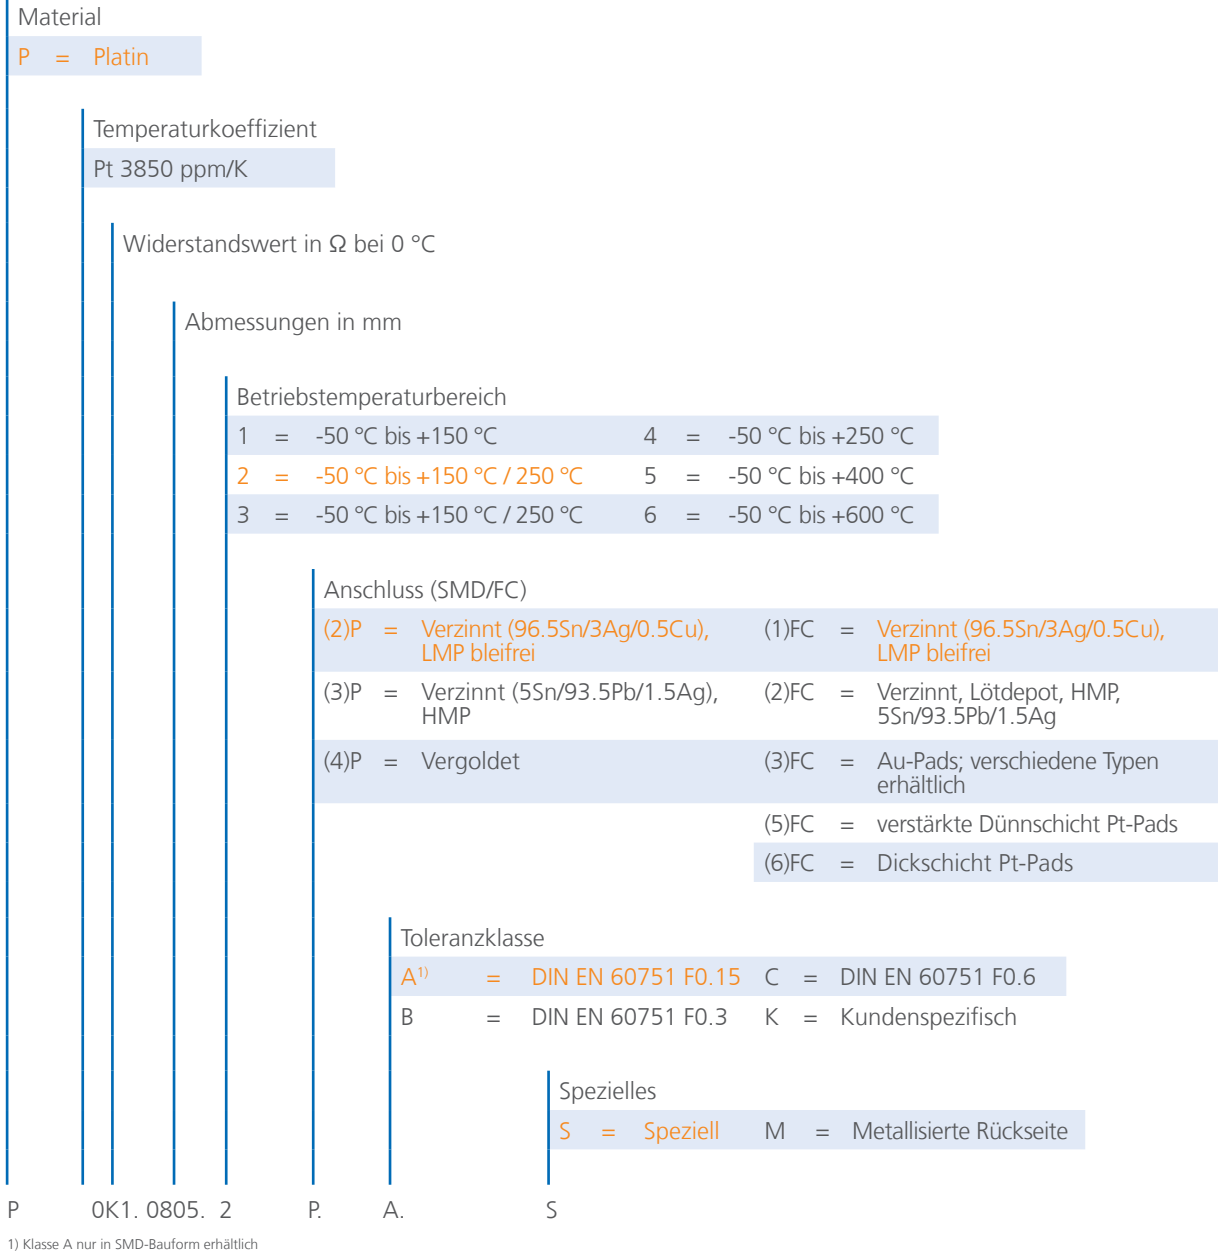 Material
P = Platin
Temperaturkoeffizient
Pt 3850 ppm/K
Widerstandswert in Ω bei 0 °C
Abmessungen in mm
Betriebstemperaturbereich
1 = -50 °C bis +150 °C 4 = -50 °C bis +250 °C
2 = -50 °C bis +150 °C / 250 °C 5 = -50 °C bis +400 °C
3 = -50 °C bis +150 °C / 250 °C 6 = -50 °C bis +600 °C
Anschluss (SMD/FC)
(2)P = Verzinnt (96.5Sn/3Ag/0.5Cu), (1)FC = Verzinnt (96.5Sn/3Ag/0.5Cu),
LMP bleifrei LMP bleifrei
(3)P = Verzinnt (5Sn/93.5Pb/1.5Ag), (2)FC = Verzinnt, Lötdepot, HMP,
HMP 5Sn/93.5Pb/1.5Ag
(4)P = Vergoldet (3)FC = Au-Pads; verschiedene Typen
erhältlich
(5)FC = verstärkte Dünnschicht Pt-Pads
(6)FC = Dickschicht Pt-Pads
Toleranzklasse
A1) = DIN EN 60751 F0.15 C = DIN EN 60751 F0.6
B = DIN EN 60751 F0.3 K = Kundenspezifisch
Spezielles
S = Speziell M = Metallisierte Rückseite
P 0K1. 0805. 2 P. A. S
1) Klasse A nur in SMD-Bauform erhältlich